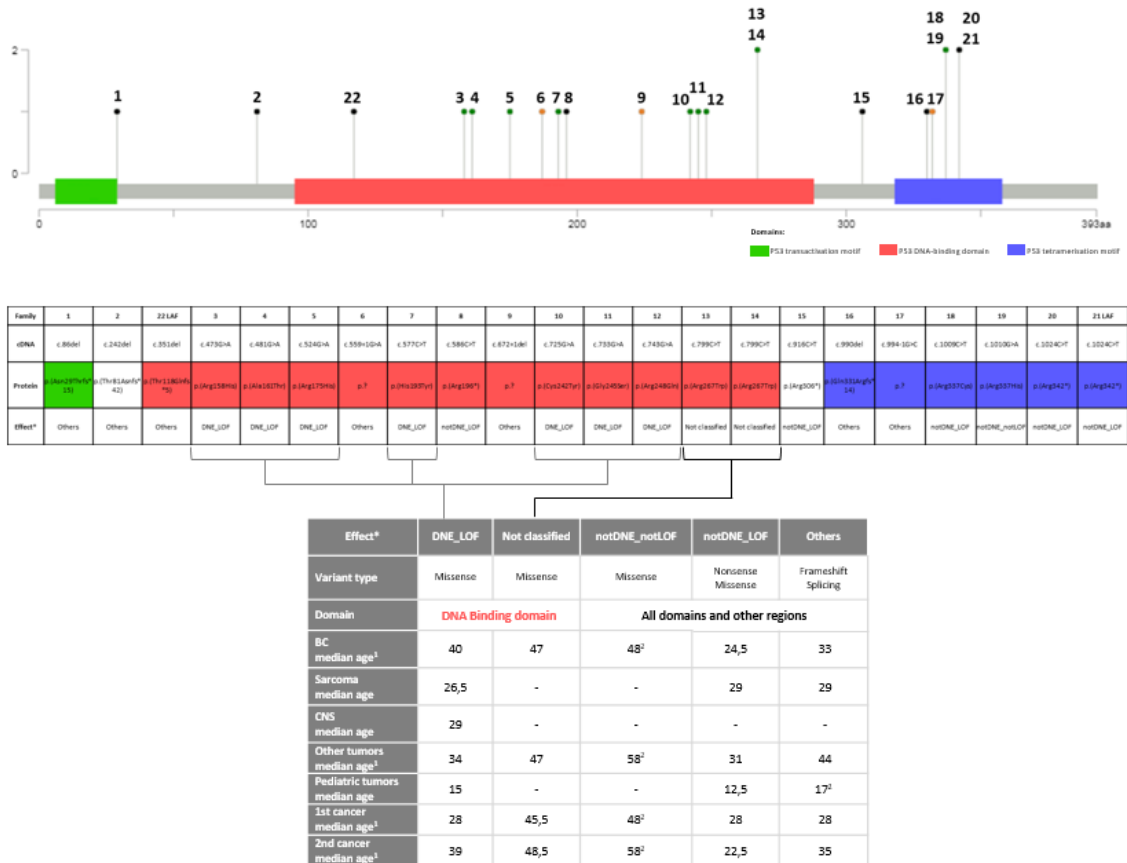 13
14
18 20
19 21
2
1 2 22 3 4 5 6 7 8 9 10 11 12 15 16 17
1
0
0 100 200 300 393aa
Domains:
P53 transactivation motif P53 DNA-binding domain P53 tetramerisation motif
Family 1 2 22 LAF 3 4 5 6 7 8 9 10 11 12 13 14 15 16 17 18 19 20 21 LAF
cDNA c.86del c.242del c.351del c.473G>A c.481G>A c.524G>A c.559+1G>A c.577C>T c.586C>T c.672+1del c.725G>A c.733G>A c.743G>A c.799C>T c.799C>T c.916C>T c.990del c.994-1G>C c.1009C>T c.1010G>A c.1024C>T c.1024C>T
Protein p.(Asn29Thrfs*15) p.(Thr81Asnfs*42) p.(Thr118Glnfs*5) p.(Arg158His) p.(Ala161Thr) p.(Arg175His) p.? p.(His193Tyr) p.(Arg196*) p.? p.(Cys242Tyr) p.(Gly245Ser) p.(Arg248Gln) p.(Arg267Trp) p.(Arg267Trp) p.(Arg306*) p.(Gln331Argfs*14) p.? p.(Arg337Cys) p.(Arg337His) p.(Arg342*) p.(Arg342*)
Effect* Others Others Others DNE_LOF DNE_LOF DNE_LOF Others DNE_LOF notDNE_LOF Others DNE_LOF DNE_LOF DNE_LOF Not classified Not classified notDNE_LOF Others Others notDNE_LOF notDNE_notLOF notDNE_LOF notDNE_LOF
Effect* DNE_LOF Not classified notDNE_notLOF notDNE_LOF Others
Variant type Missense Missense Missense Nonsense Missense Frameshift Splicing
Domain DNA Binding domain All domains and other regions
BC median age¹ 40 47 48² 24,5 33
Sarcoma median age 26,5 - - 29 29
CNS median age 29 - - - -
Other tumors median age¹ 34 47 58² 31 44
Pediatric tumors median age 15 - - 12,5 17²
1st cancer median age¹ 28 45,5 48² 28 28
2nd cancer median age¹ 39 48,5 58² 22,5 35